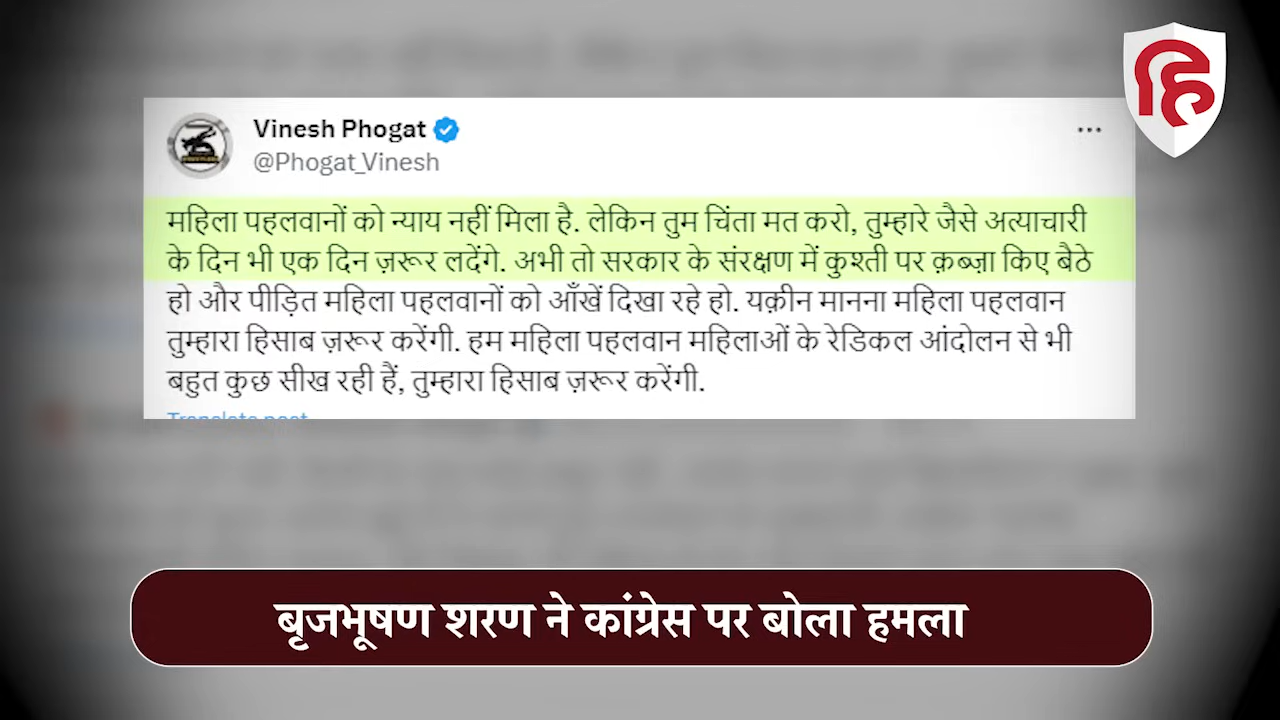 Vinesh Phogat
@Phogat_Vinesh
महिला पहलवानों को न्याय नहीं मिला है. लेकिन तुम चिंता मत करो, तुम्हारे जैसे अत्याचारी
के दिन भी एक दिन ज़रूर लदेंगे. अभी तो सरकार के संरक्षण में कुश्ती पर क़ब्ज़ा किए बैठे
हो और पीड़ित महिला पहलवानों को आँखें दिखा रहे हो. यक़ीन मानना महिला पहलवान
तुम्हारा हिसाब ज़रूर करेंगी. हम महिला पहलवान महिलाओं के रेडिकल आंदोलन से भी
बहुत कुछ सीख रही हैं, तुम्हारा हिसाब ज़रूर करेंगी.
Translate post
बृजभूषण शरण ने कांग्रेस पर बोला हमला
हि